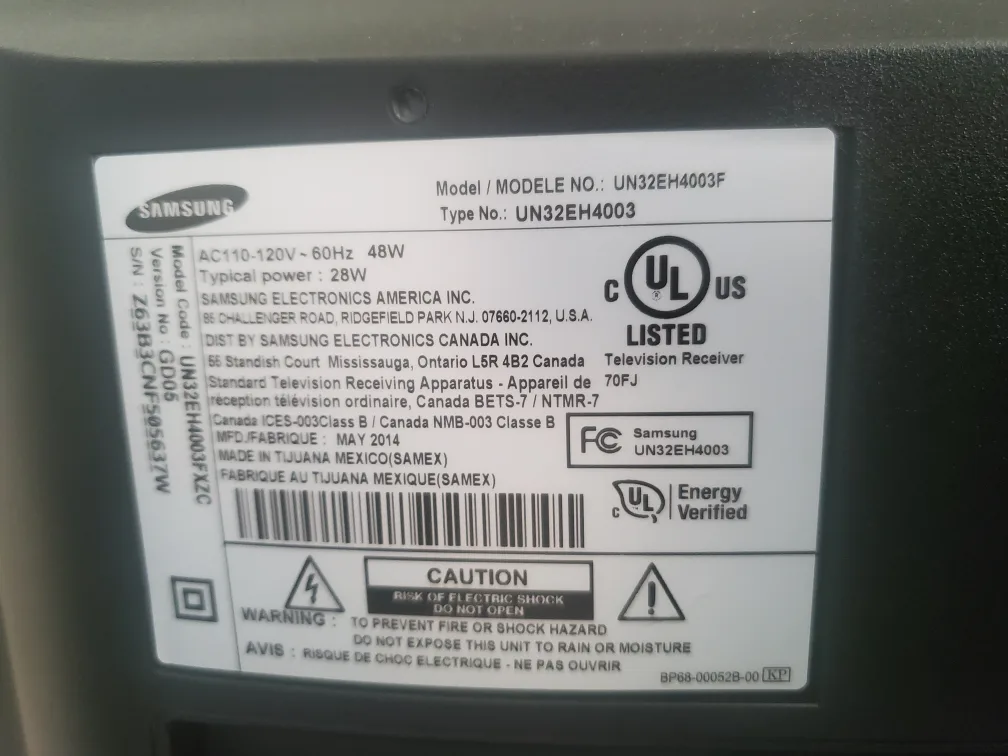 SAMSUNG
Model / MODELE NO.: UN32EH4003F
Type No.: UN32EH4003
AC110-120V ~ 60Hz 48W
Typical power : 28W
SAMSUNG ELECTRONICS AMERICA INC.
85 CHALLENGER ROAD, RIDGEFIELD PARK N.J. 07660-2112, U.S.A.
DIST BY SAMSUNG ELECTRONICS CANADA INC.
55 Standish Court Mississauga, Ontario L5R 4B2 Canada
Standard Television Receiving Apparatus - Appareil de
réception télévision ordinaire, Canada BETS-7 / NTMR-7
Canada ICES-003Class B / Canada NMB-003 Classe B
MFD./FABRIQUE : MAY 2014
MADE IN TIJUANA MEXICO(SAMEX)
FABRIQUE AU TIJUANA MEXIQUE(SAMEX)
C UL US
®
LISTED
Television Receiver
70FJ
FC Samsung
UN32EH4003
C UL Energy
Verified
Model Code : UN32EH4003FXZC
Version No : GD05
S/N : Z63B3CNF505637W
CAUTION
RISK OF ELECTRIC SHOCK
DO NOT OPEN
WARNING : TO PREVENT FIRE OR SHOCK HAZARD
DO NOT EXPOSE THIS UNIT TO RAIN OR MOISTURE
AVIS : RISQUE DE CHOC ELECTRIQUE - NE PAS OUVRIR
BP68-00052B-00 KP